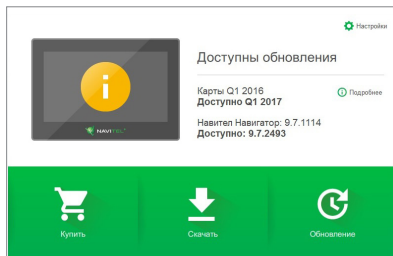 Настройки
Доступны обновления
Карты Q1 2016
Доступно Q1 2017
Подробнее
Навител Навигатор: 9.7.1114
Доступно: 9.7.2493
NAVITEL
Купить
Скачать
Обновление